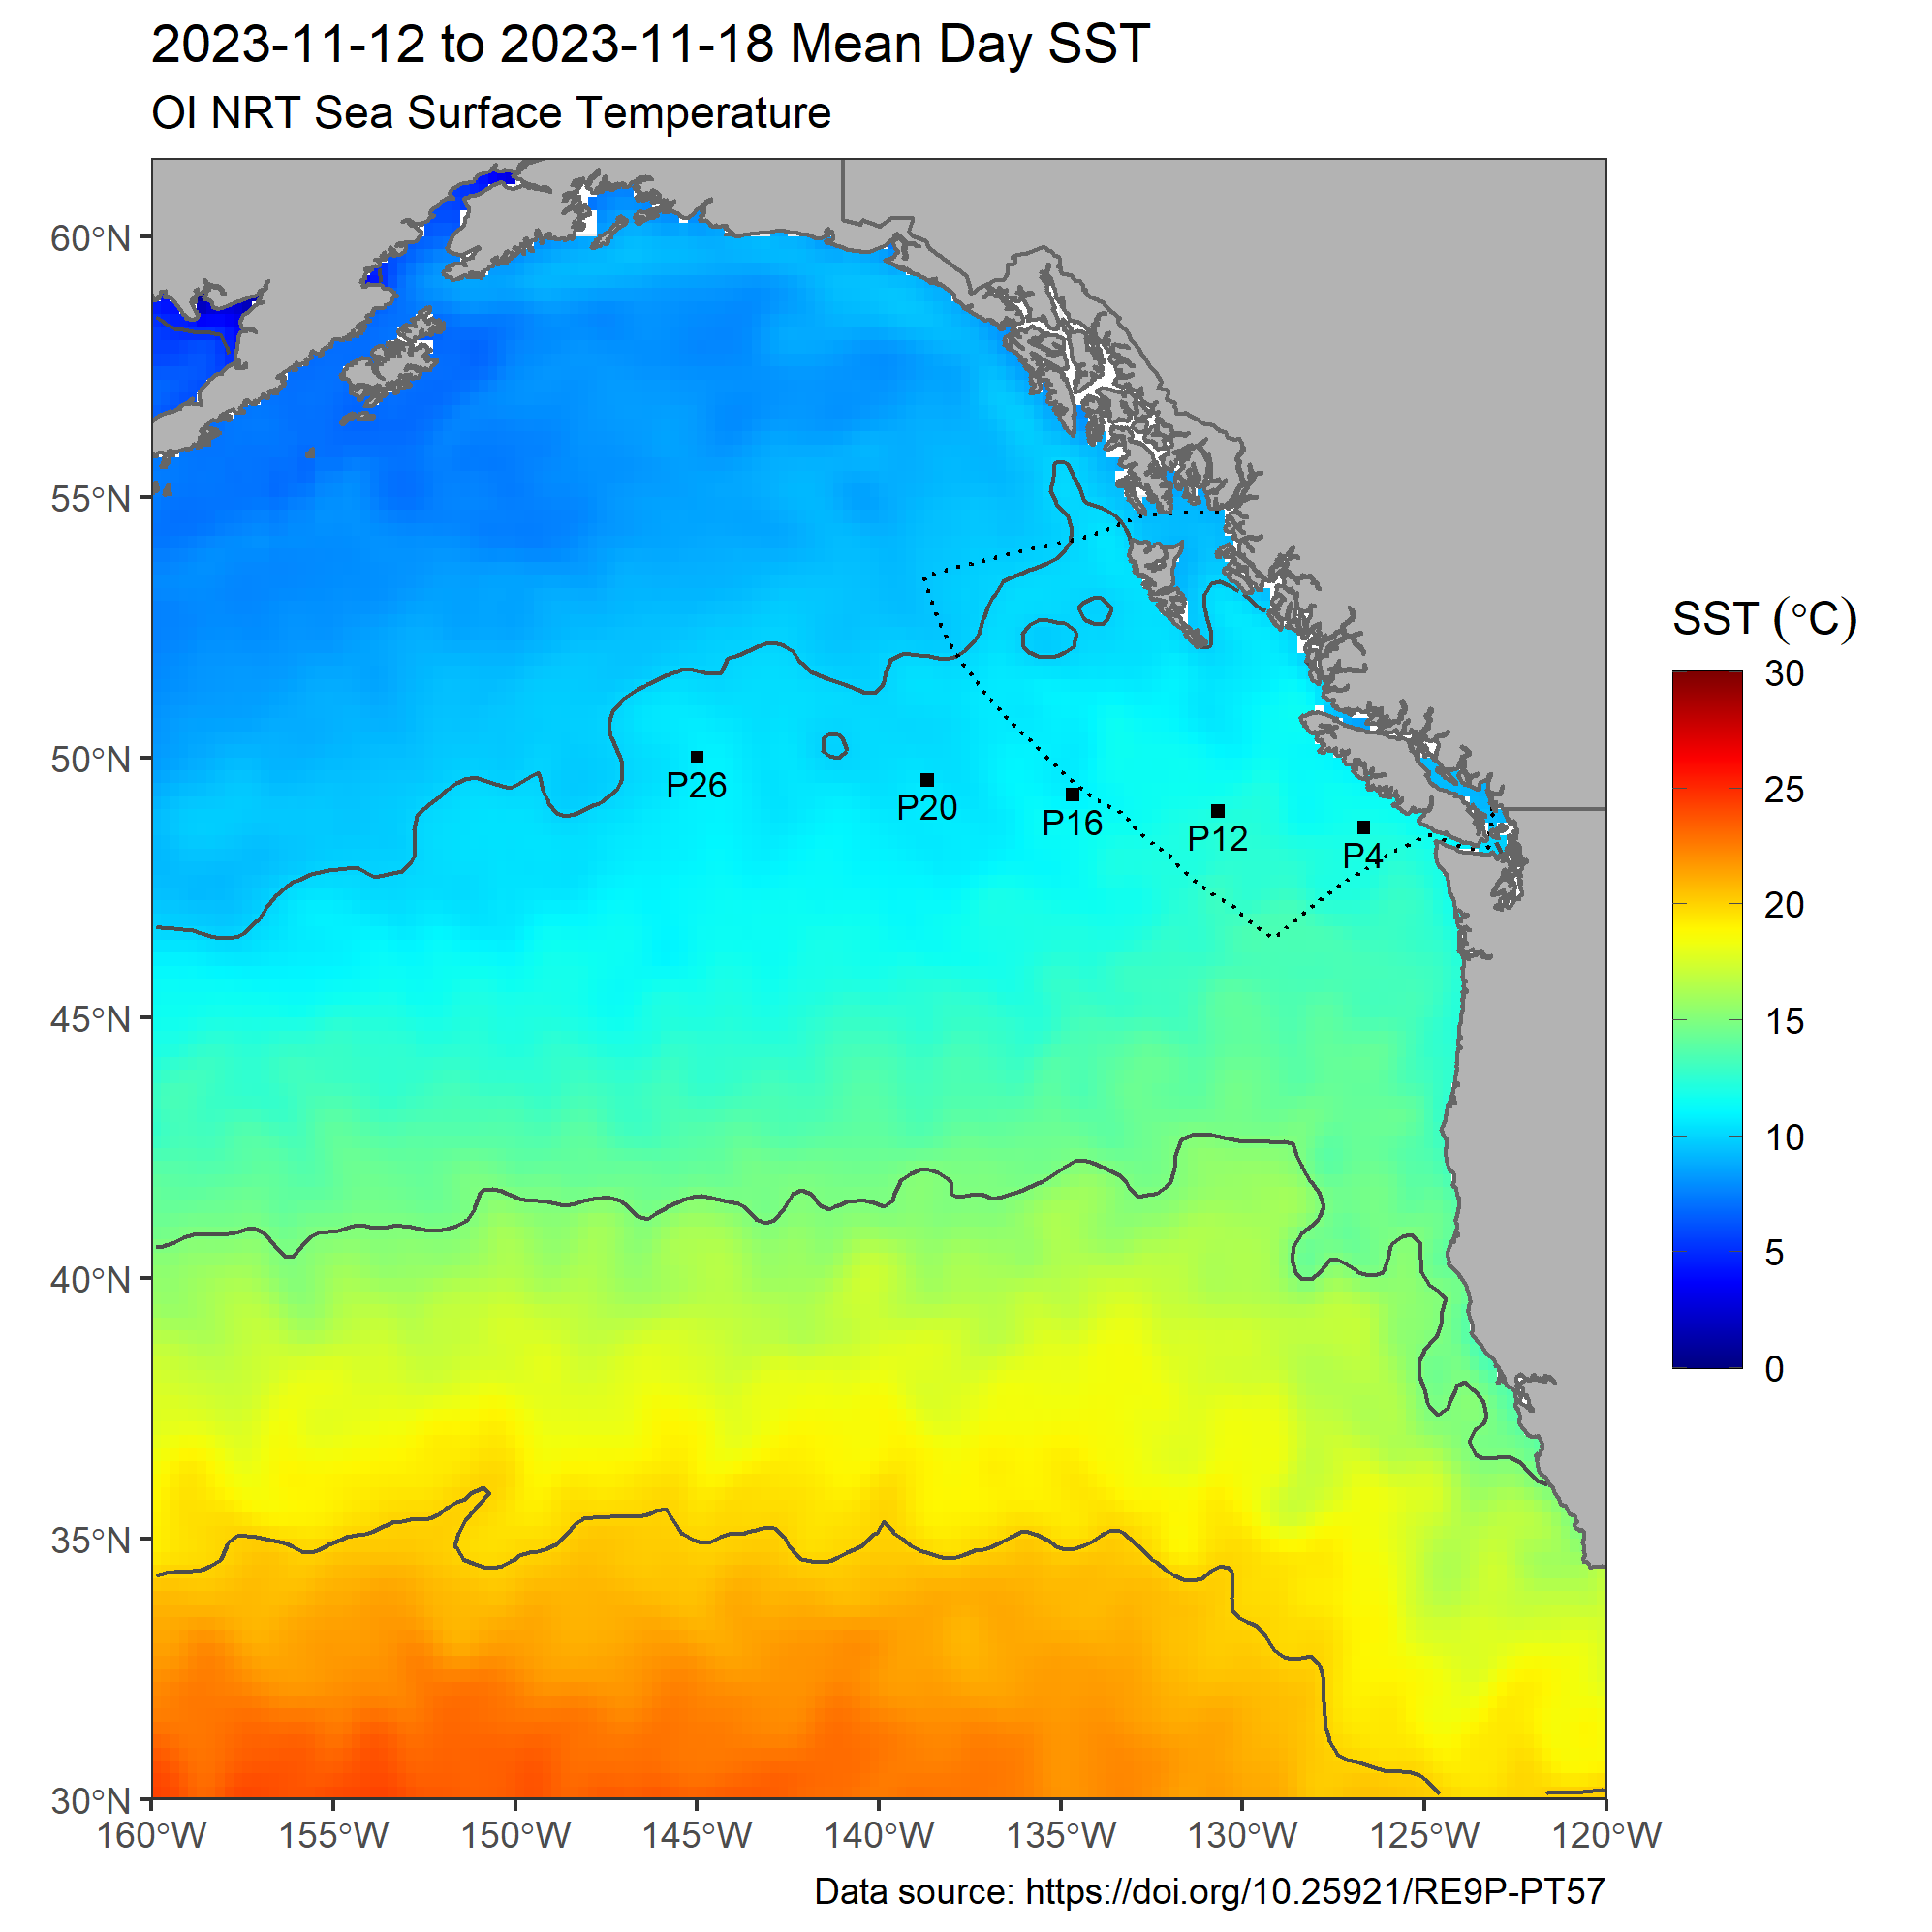 2023-11-12 to 2023-11-18 Mean Day SST
OI NRT Sea Surface Temperature
60°N
55°N
50°N
45°N
40°N
35°N
30°N
P26
P20
P16
P12
P4
160°W
155°W
150°W
145°W
140°W
135°W
130°W
125°W
120°W
SST (°C)
30
25
20
15
10
5
0
Data source: https://doi.org/10.25921/RE9P-PT57